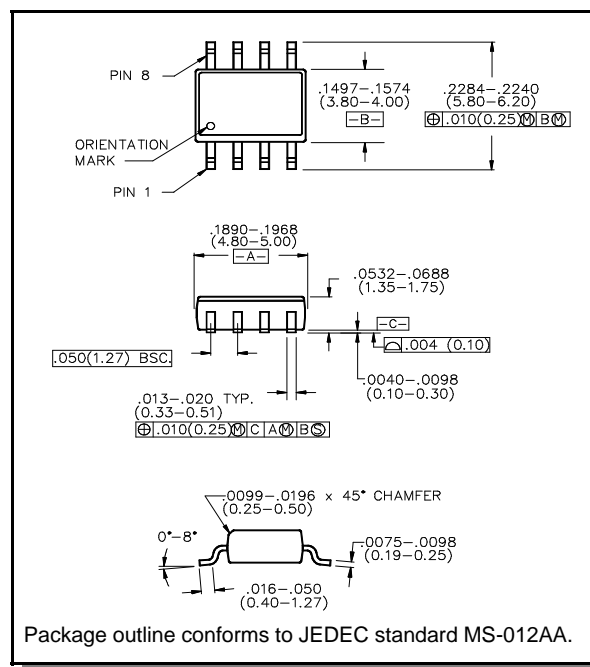 PIN 8
.1497–.1574
(3.80–4.00)
–B–
.2284–.2240
(5.80–6.20)
⌖ .010(0.25)Ⓜ B Ⓜ
ORIENTATION
MARK
PIN 1
.1890–.1968
(4.80–5.00)
–A–
.0532–.0688
(1.35–1.75)
–C–
⌓ .004 (0.10)
.050(1.27) BSC.
.0040–.0098
(0.10–0.30)
.013–.020 TYP.
(0.33–0.51)
⌖ .010(0.25)Ⓜ C AⓂ BⓈ
.0099–.0196 x 45° CHAMFER
(0.25–0.50)
0°–8°
.0075–.0098
(0.19–0.25)
.016–.050
(0.40–1.27)
Package outline conforms to JEDEC standard MS-012AA.